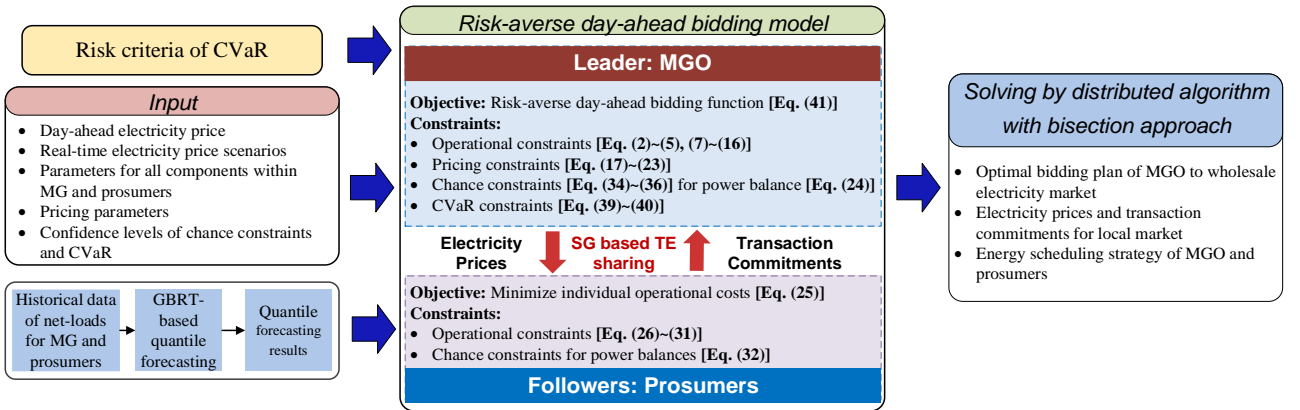 Risk criteria of CVaR
Input
• Day-ahead electricity price
• Real-time electricity price scenarios
• Parameters for all components within
MG and prosumers
• Pricing parameters
• Confidence levels of chance constraints
and CVaR
Historical data
of net-loads
for MG and
prosumers
GBRT-
based
quantile
forecasting
Quantile
forecasting
results
Risk-averse day-ahead bidding model
Leader: MGO
Objective: Risk-averse day-ahead bidding function [Eq. (41)]
Constraints:
• Operational constraints [Eq. (2)~(5), (7)~(16)]
• Pricing constraints [Eq. (17)~(23)]
• Chance constraints [Eq. (34)~(36)] for power balance [Eq. (24)]
• CVaR constraints [Eq. (39)~(40)]
Electricity
Prices
SG based TE
sharing
Transaction
Commitments
Objective: Minimize individual operational costs [Eq. (25)]
Constraints:
• Operational constraints [Eq. (26)~(31)]
• Chance constraints for power balances [Eq. (32)]
Followers: Prosumers
Solving by distributed algorithm
with bisection approach
• Optimal bidding plan of MGO to wholesale
electricity market
• Electricity prices and transaction
commitments for local market
• Energy scheduling strategy of MGO and
prosumers